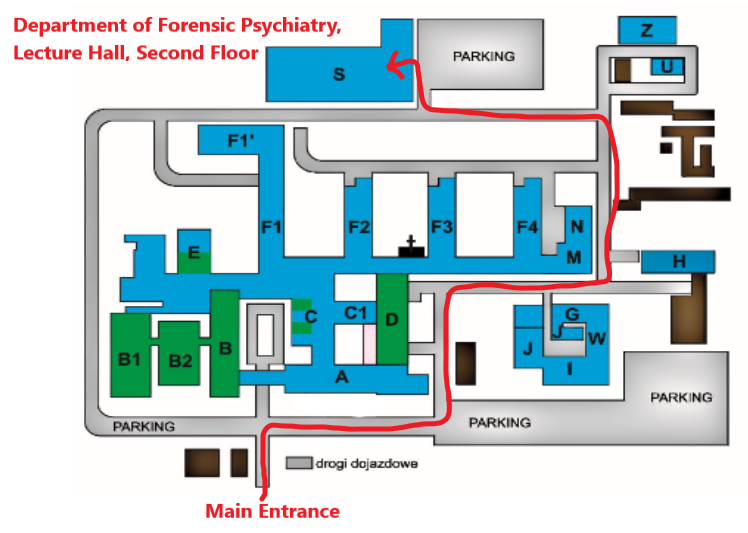 Department of Forensic Psychiatry,
Lecture Hall, Second Floor
Z
PARKING
U
S
F1'
F1
F2
F3
F4
N
M
E
H
C
C1
D
G
J
W
B1
B2
B
J
I
A
PARKING
PARKING
PARKING
drogi dojazdowe
Main Entrance